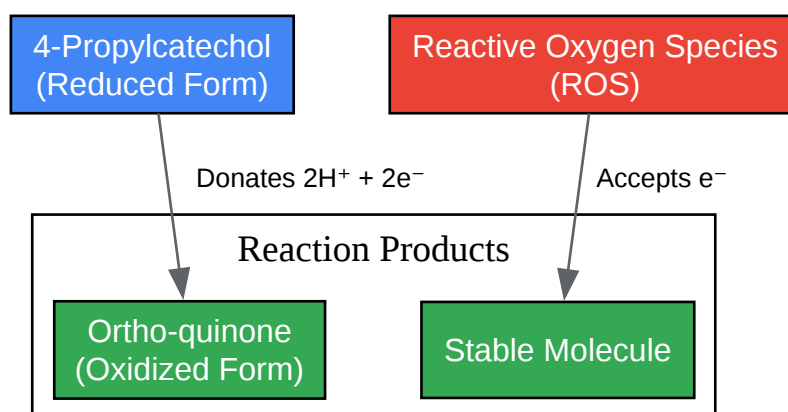 4-Propylcatechol
(Reduced Form)
Reactive Oxygen Species
(ROS)
Donates 2H⁺ + 2e⁻
Accepts e⁻
Reaction Products
Ortho-quinone
(Oxidized Form)
Stable Molecule